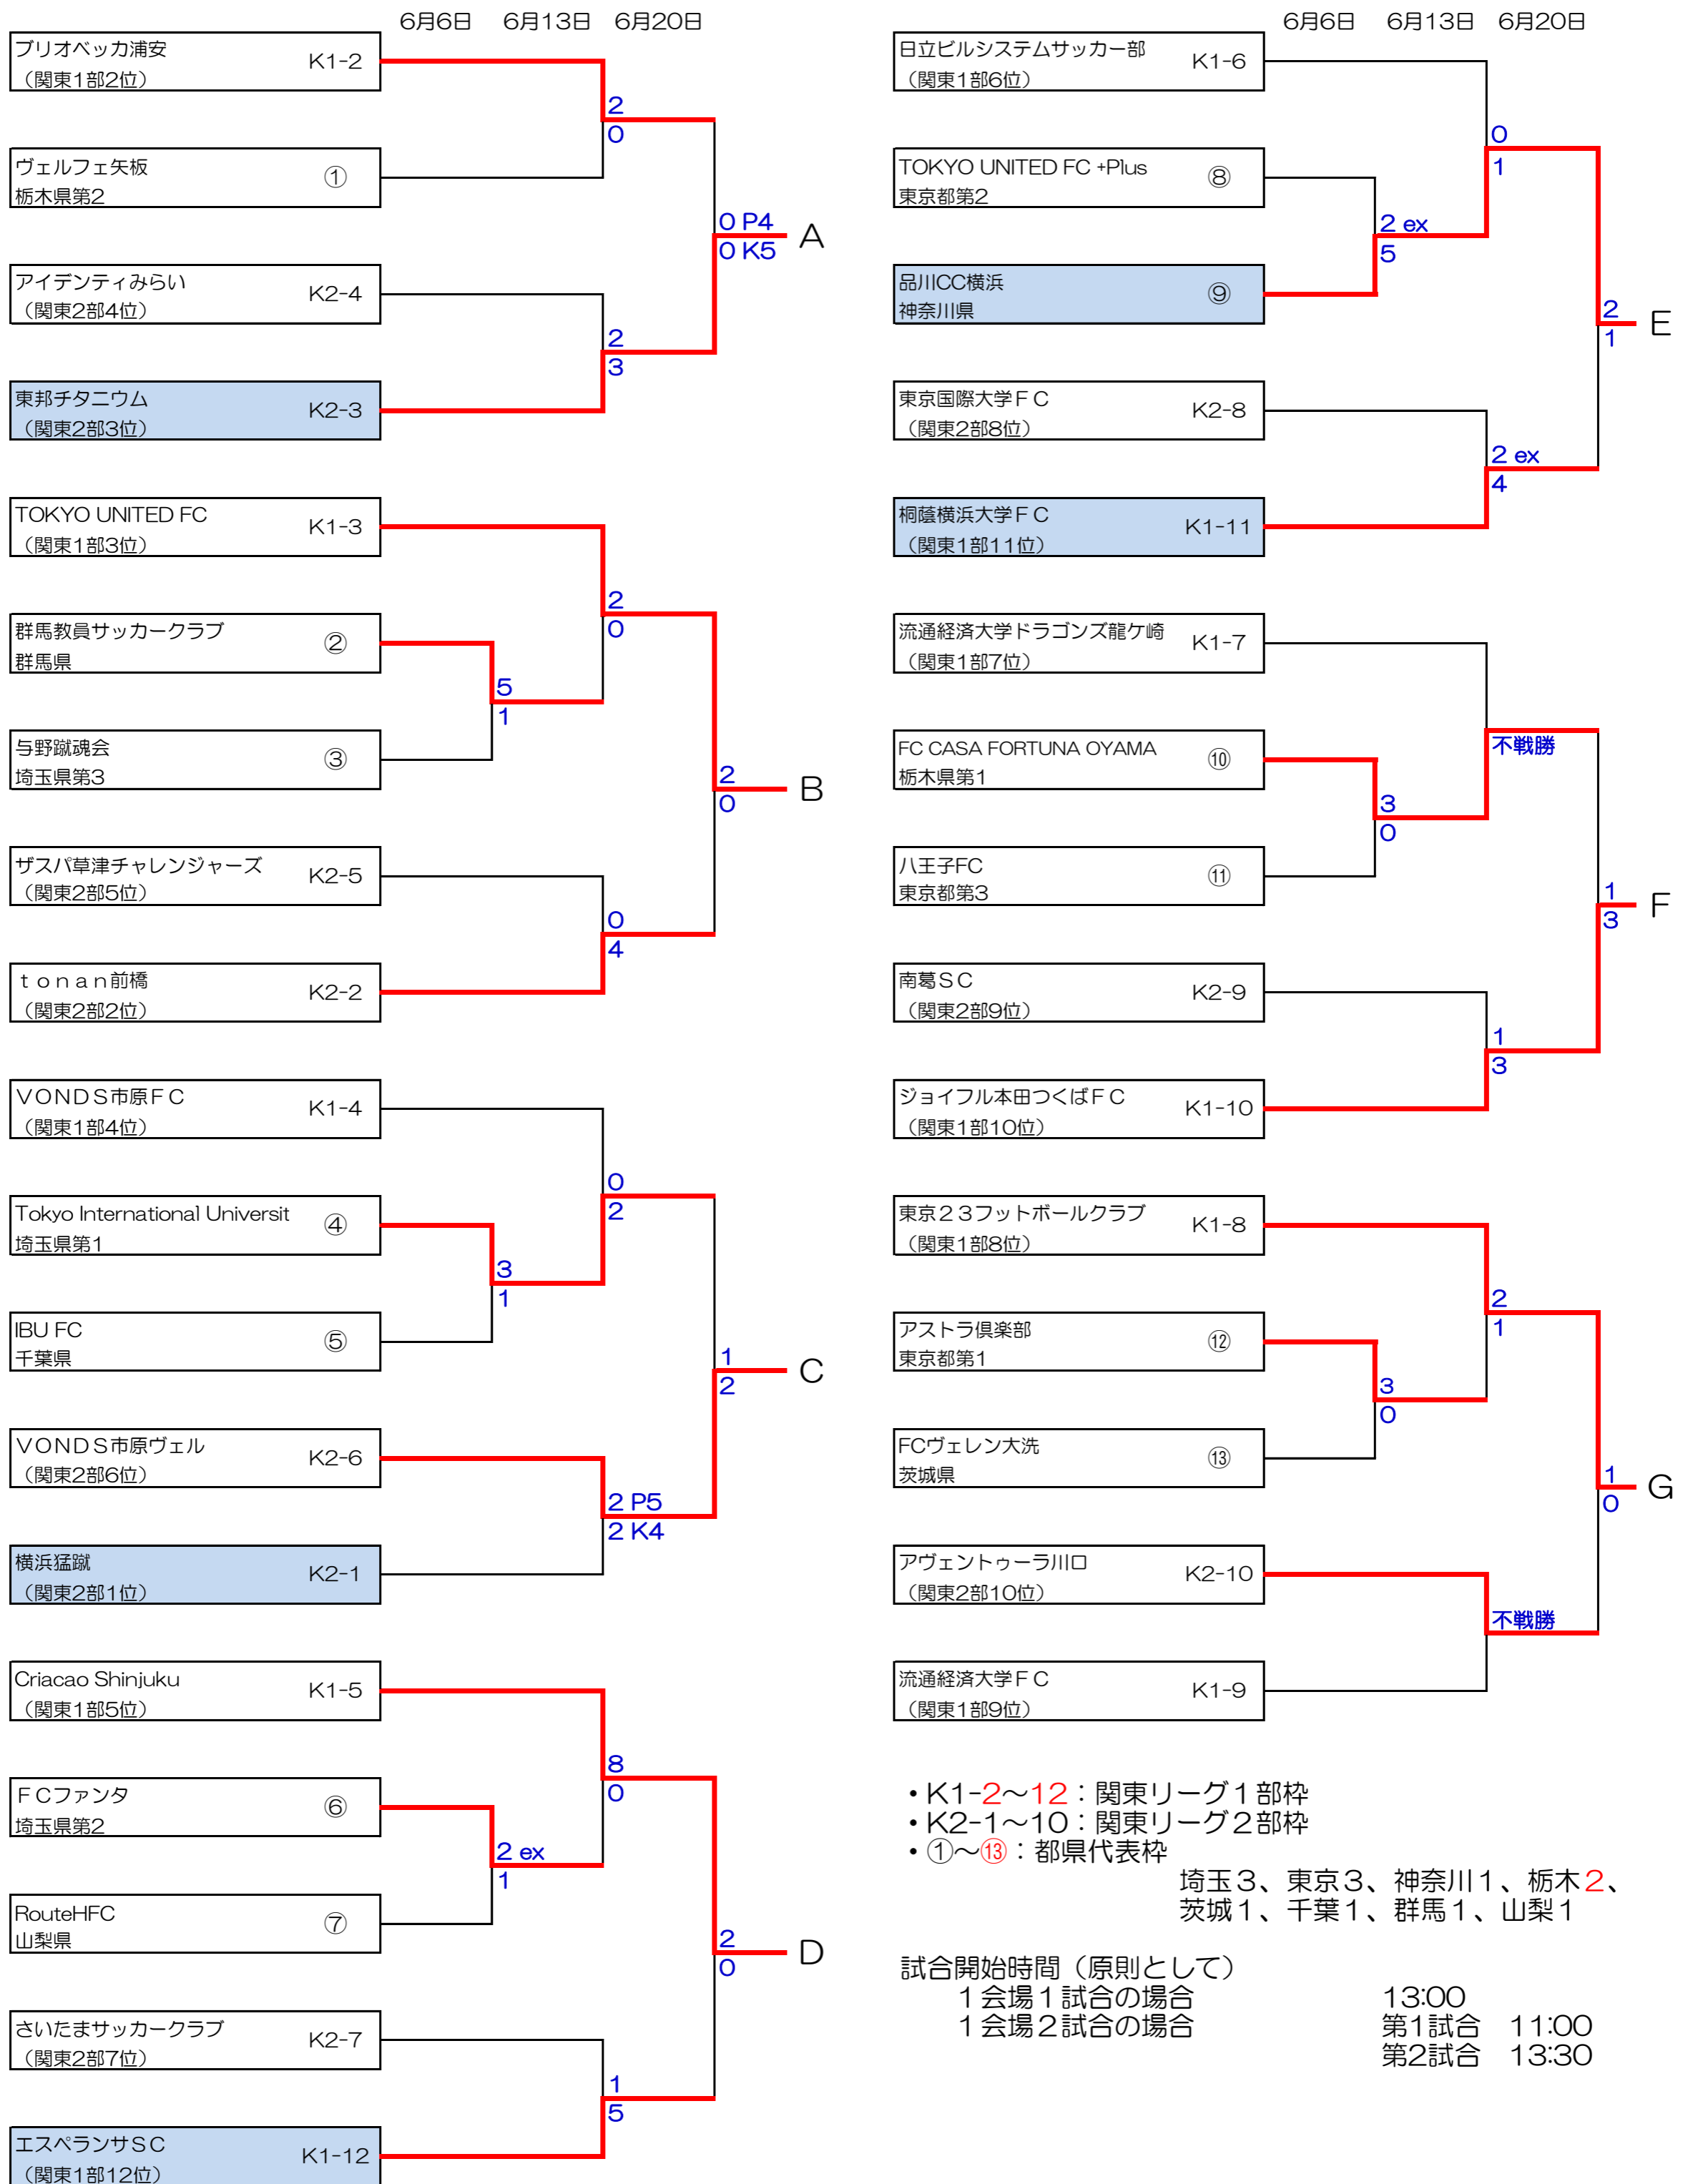 6月6日 6月13日 6月20日
ブリオベッカ浦安
（関東1部2位）
K1-2
2
0
ヴェルフェ矢板
栃木県第2
①
0 P4
0 K5
A
アイデンティみらい
（関東2部4位）
K2-4
2
3
東邦チタニウム
（関東2部3位）
K2-3
TOKYO UNITED FC
（関東1部3位）
K1-3
2
0
群馬教員サッカークラブ
群馬県
②
5
1
与野蹴魂会
埼玉県第3
③
2
0
B
ザスパ草津チャレンジャーズ
（関東2部5位）
K2-5
0
4
ｔｏｎａｎ前橋
（関東2部2位）
K2-2
ＶＯＮＤＳ市原ＦＣ
（関東1部4位）
K1-4
0
2
Tokyo International Universit
埼玉県第1
④
3
1
IBU FC
千葉県
⑤
1
2
C
ＶＯＮＤＳ市原ヴェル
（関東2部6位）
K2-6
2 P5
2 K4
横浜猛蹴
（関東2部1位）
K2-1
Criacao Shinjuku
（関東1部5位）
K1-5
8
0
ＦＣファンタ
埼玉県第2
⑥
2 ex
1
RouteHFC
山梨県
⑦
2
0
D
さいたまサッカークラブ
（関東2部7位）
K2-7
1
5
エスペランサＳＣ
（関東1部12位）
K1-12
6月6日 6月13日 6月20日
日立ビルシステムサッカー部
（関東1部6位）
K1-6
0
1
TOKYO UNITED FC +Plus
東京都第2
⑧
2 ex
5
品川CC横浜
神奈川県
⑨
2
1
E
東京国際大学ＦＣ
（関東2部8位）
K2-8
2 ex
4
桐蔭横浜大学ＦＣ
（関東1部11位）
K1-11
流通経済大学ドラゴンズ龍ケ崎
（関東1部7位）
K1-7
不戦勝
FC CASA FORTUNA OYAMA
栃木県第1
⑩
3
0
八王子FC
東京都第3
⑪
1
3
F
南葛ＳＣ
（関東2部9位）
K2-9
1
3
ジョイフル本田つくばＦＣ
（関東1部10位）
K1-10
東京２３フットボールクラブ
（関東1部8位）
K1-8
2
1
アストラ倶楽部
東京都第1
⑫
3
0
FCヴェレン大洗
茨城県
⑬
1
0
G
アヴェントゥーラ川口
（関東2部10位）
K2-10
不戦勝
流通経済大学ＦＣ
（関東1部9位）
K1-9
・K1-2～12：関東リーグ１部枠
・K2-1～10：関東リーグ２部枠
・①～⑬：都県代表枠
埼玉３、東京３、神奈川１、栃木２、
茨城１、千葉１、群馬１、山梨１
試合開始時間（原則として）
１会場１試合の場合 13:00
１会場２試合の場合 第1試合 11:00
第2試合 13:30